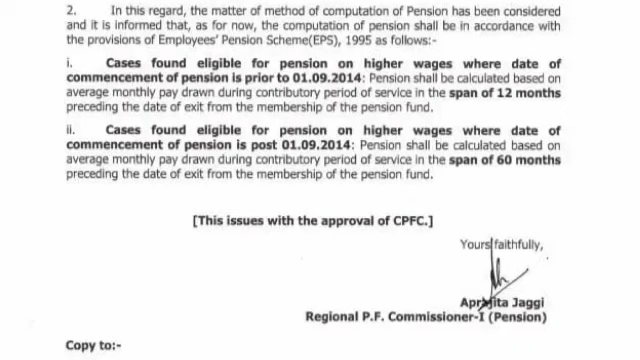 2. In this regard, the matter of method of computation of Pension has been considered
and it is informed that, as for now, the computation of pension shall be in accordance with
the provisions of Employees' Pension Scheme(EPS), 1995 as follows:-
i. Cases found eligible for pension on higher wages where date of
commencement of pension is prior to 01.09.2014: Pension shall be calculated based on
average monthly pay drawn during contributory period of service in the span of 12 months
preceding the date of exit from the membership of the pension fund.
ii. Cases found eligible for pension on higher wages where date of
commencement of pension is post 01.09.2014: Pension shall be calculated based on
average monthly pay drawn during contributory period of service in the span of 60 months
preceding the date of exit from the membership of the pension fund.
[This issues with the approval of CPFC.]
Yours faithfully,
Aprajita Jaggi
Regional P.F. Commissioner-I (Pension)
Copy to:-